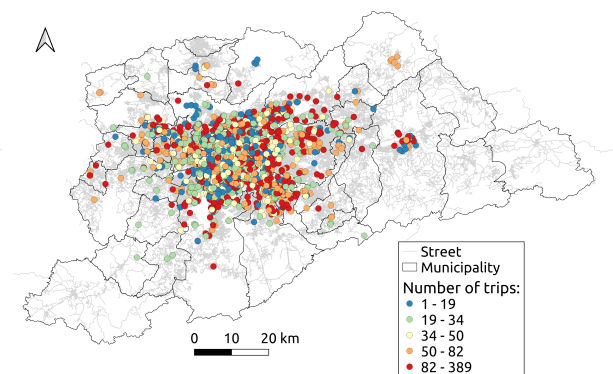 Street
Municipality
Number of trips:
1 - 19
19 - 34
34 - 50
50 - 82
82 - 389
0 10 20 km